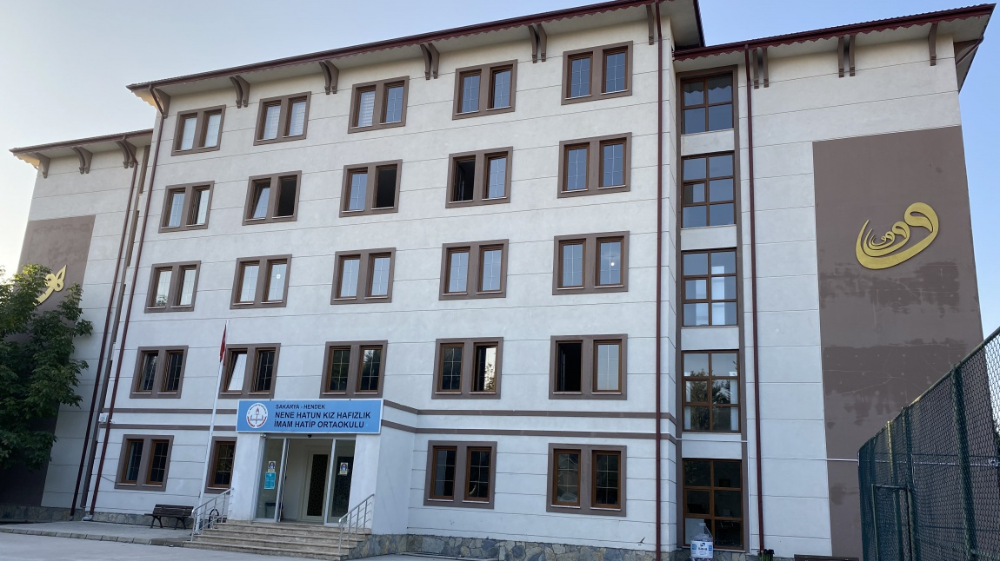 SAKARYA - HENDEK
NENE HATUN KIZ HAFIZLIK
İMAM HATİP ORTAOKULU